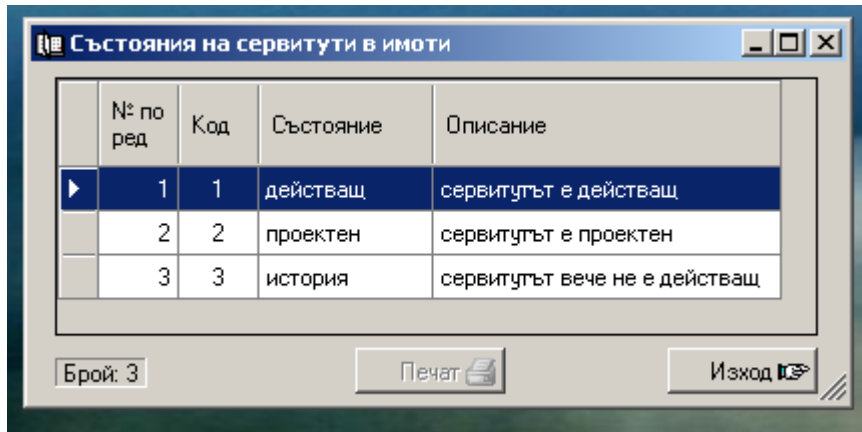 Състояния на сервитути в имоти
№ по ред Код Състояние Описание
1 1 действащ сервитутът е действащ
2 2 проектен сервитутът е проектен
3 3 история сервитутът вече не е действащ
Брой: 3 Печат Изход